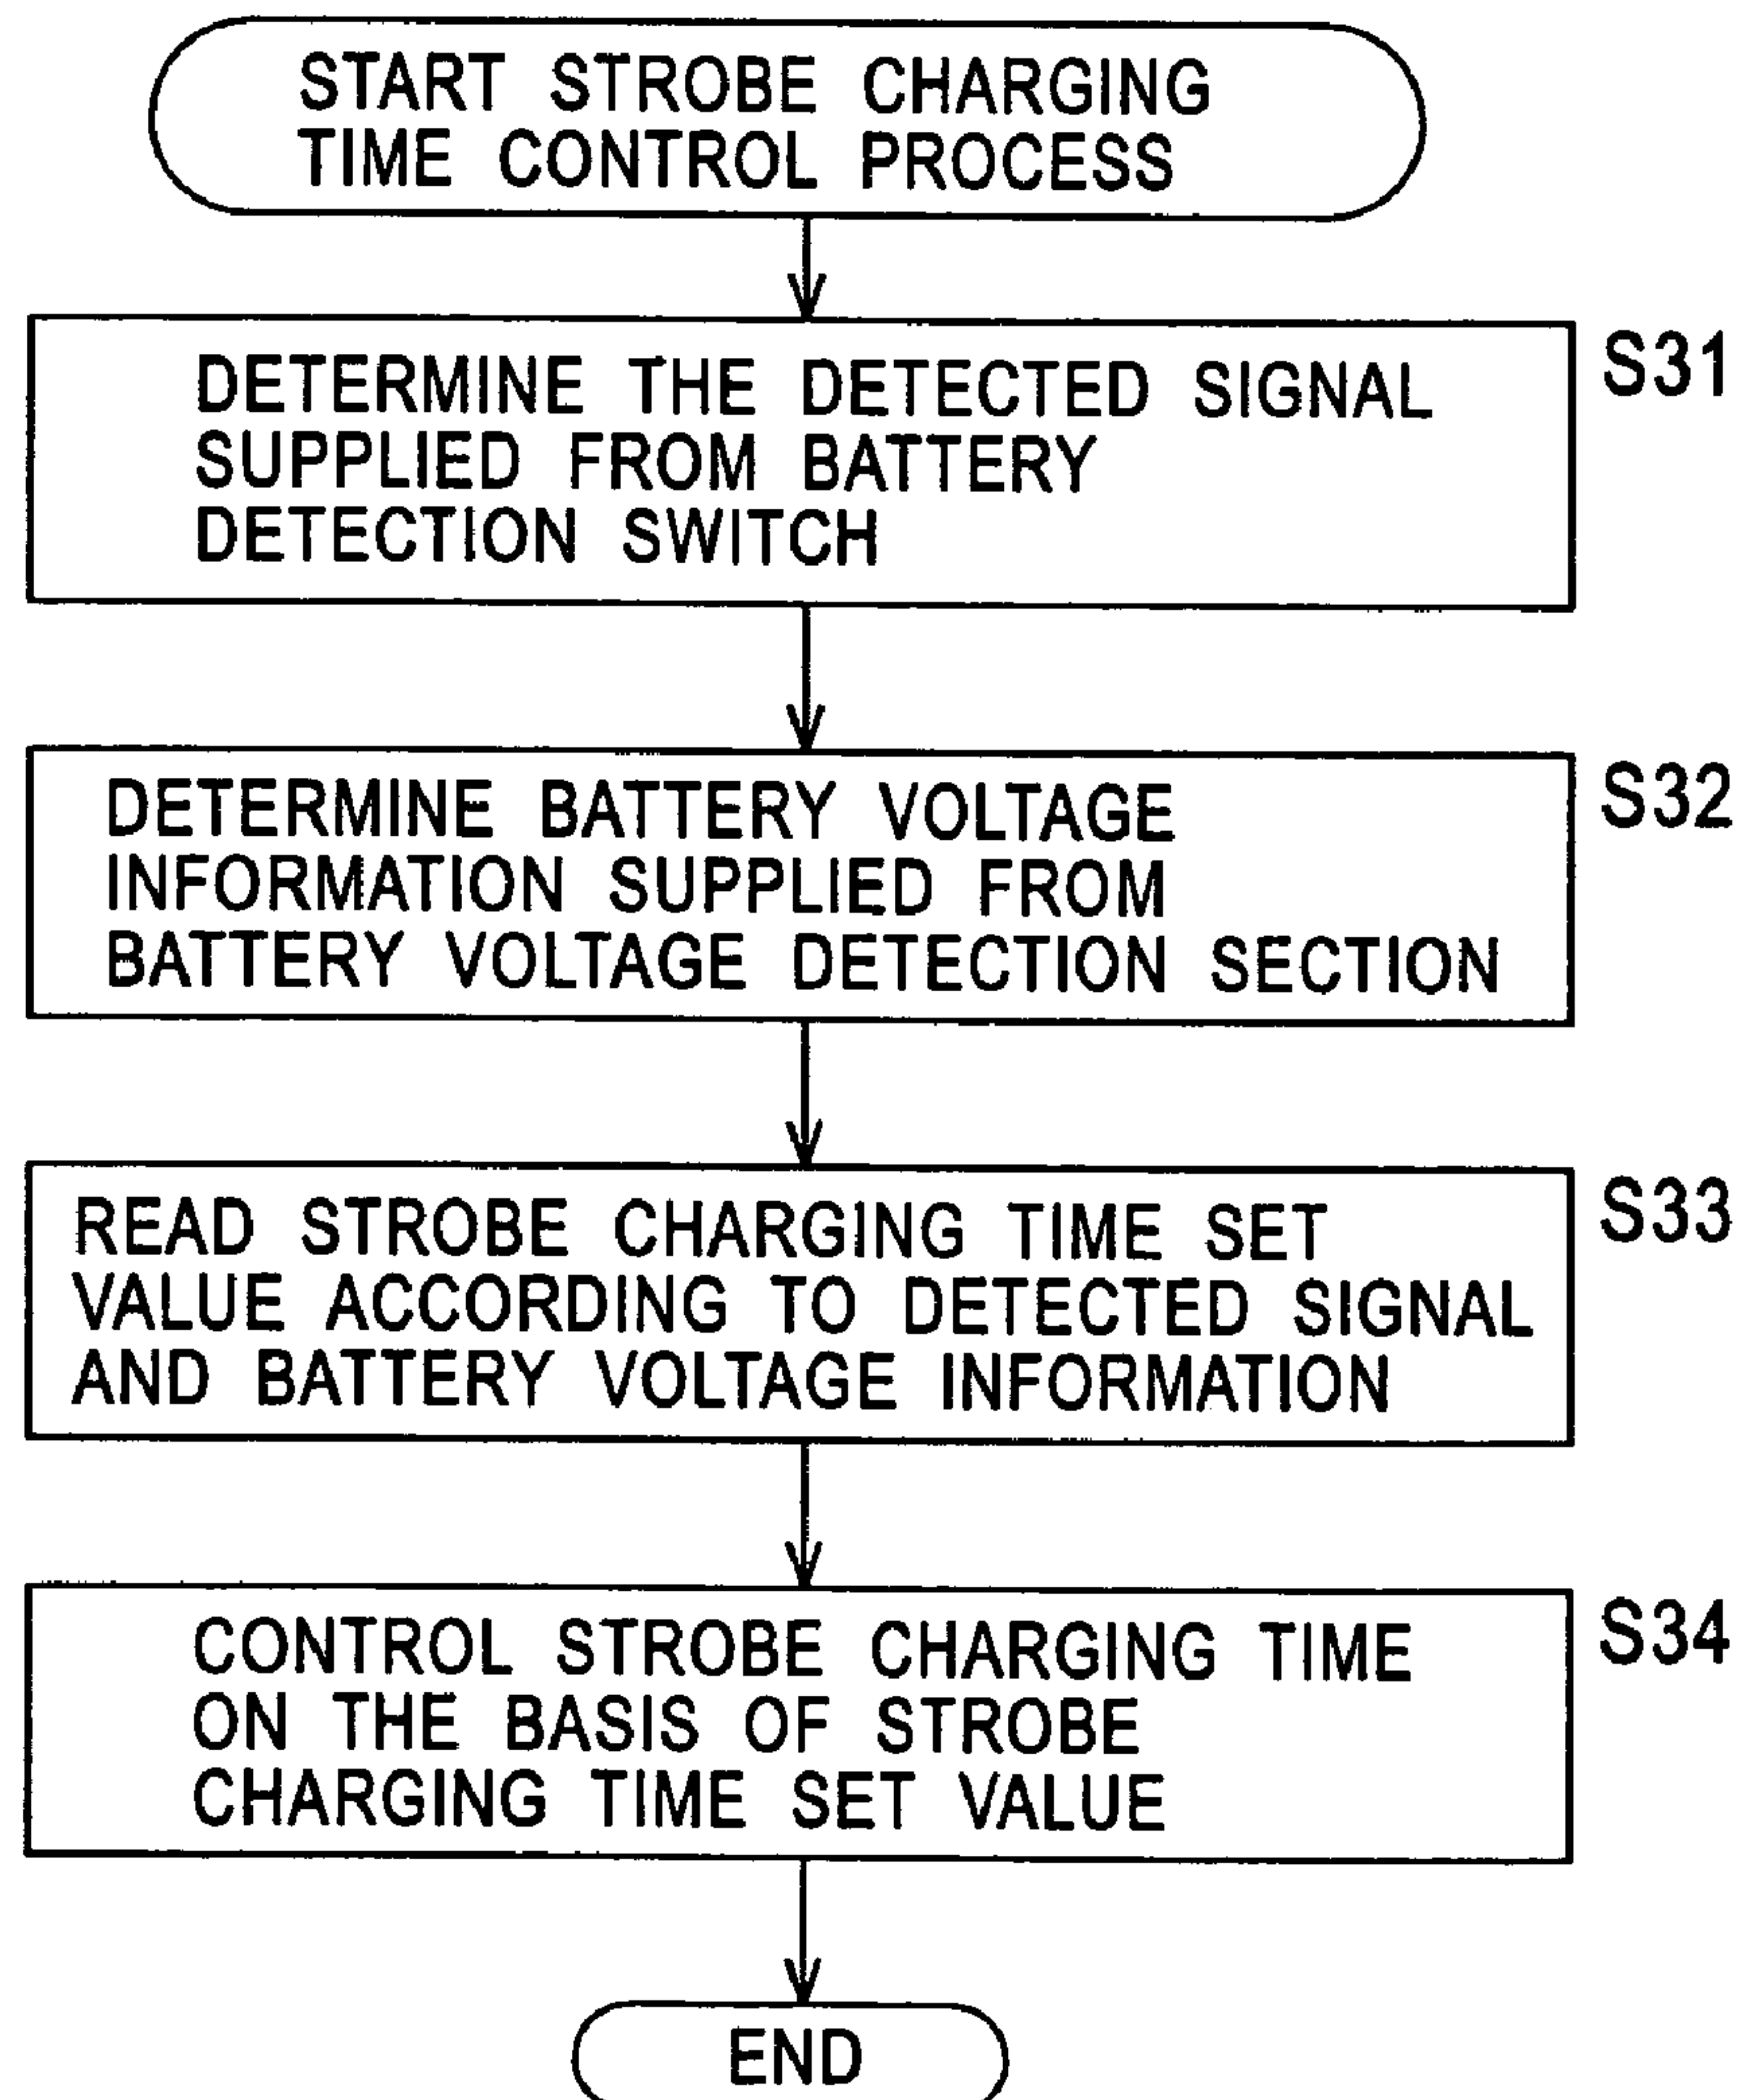 START STROBE CHARGING
TIME CONTROL PROCESS
DETERMINE THE DETECTED SIGNAL
SUPPLIED FROM BATTERY
DETECTION SWITCH
S31
DETERMINE BATTERY VOLTAGE
INFORMATION SUPPLIED FROM
BATTERY VOLTAGE DETECTION SECTION
S32
READ STROBE CHARGING TIME SET
VALUE ACCORDING TO DETECTED SIGNAL
AND BATTERY VOLTAGE INFORMATION
S33
CONTROL STROBE CHARGING TIME
ON THE BASIS OF STROBE
CHARGING TIME SET VALUE
S34
END